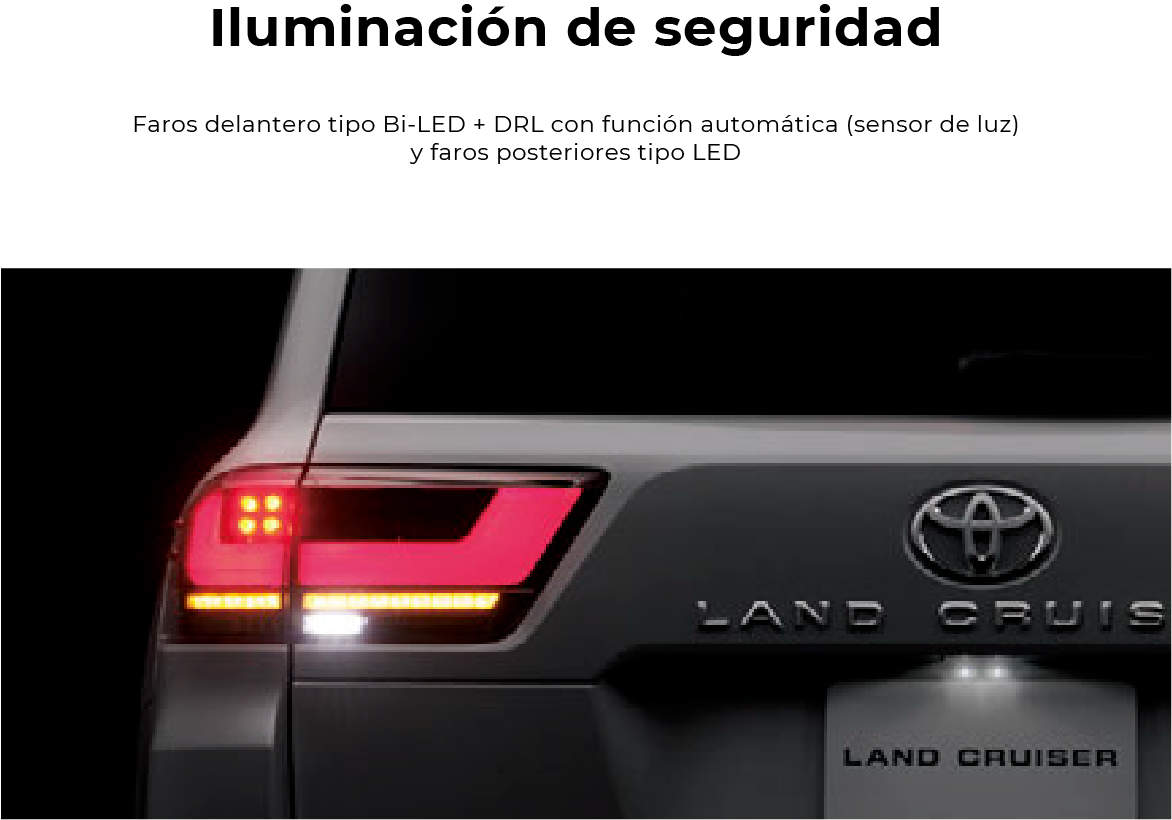 Iluminación de seguridad
Faros delantero tipo Bi-LED + DRL con función automática (sensor de luz)
y faros posteriores tipo LED
LAND CRUIS
LAND CRUISER